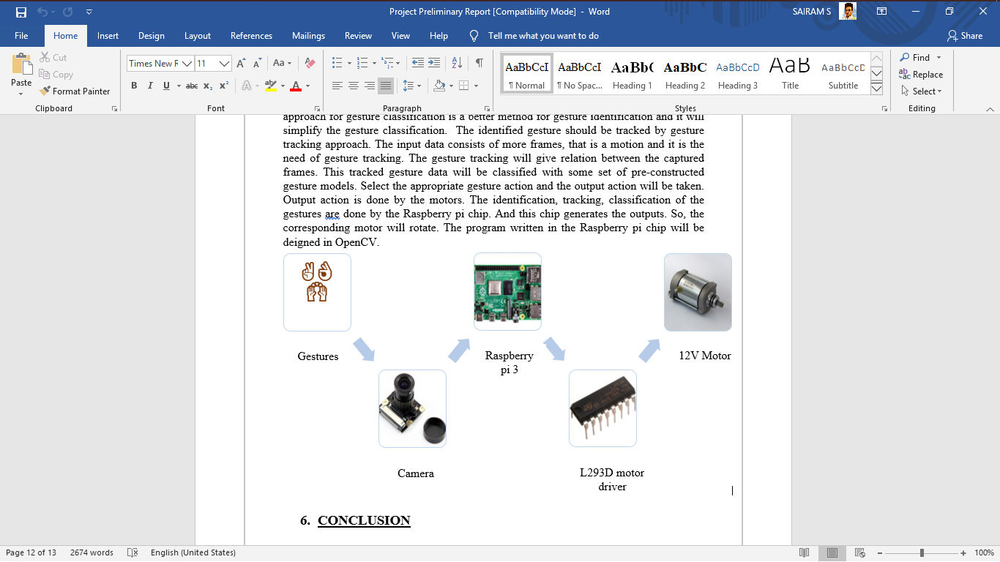 Project Preliminary Report [Compatibility Mode] - Word
SAIRAM S
File Home Insert Design Layout References Mailings Review View Help Tell me what you want to do Share
Paste
Cut
Copy
Format Painter
Clipboard
Times New F 11
Aa
B I U abc x₂ x² A aby A
Font
Paragraph
AaBbCcI AaBbCcI AaBb( AaBbC AaBbCcD AaB AaBbCcD
¶ Normal ¶ No Spac... Heading 1 Heading 2 Heading 3 Title Subtitle
Styles
Find
Replace
Select
Editing
approach for gesture classification is a better method for gesture identification and it will
simplify the gesture classification. The identified gesture should be tracked by gesture
tracking approach. The input data consists of more frames, that is a motion and it is the
need of gesture tracking. The gesture tracking will give relation between the captured
frames. This tracked gesture data will be classified with some set of pre-constructed
gesture models. Select the appropriate gesture action and the output action will be taken.
Output action is done by the motors. The identification, tracking, classification of the
gestures are done by the Raspberry pi chip. And this chip generates the outputs. So, the
corresponding motor will rotate. The program written in the Raspberry pi chip will be
deigned in OpenCV.
Gestures
Camera
Raspberry
pi 3
L293D motor
driver
12V Motor
6. CONCLUSION
Page 12 of 13 2674 words English (United States) 100%